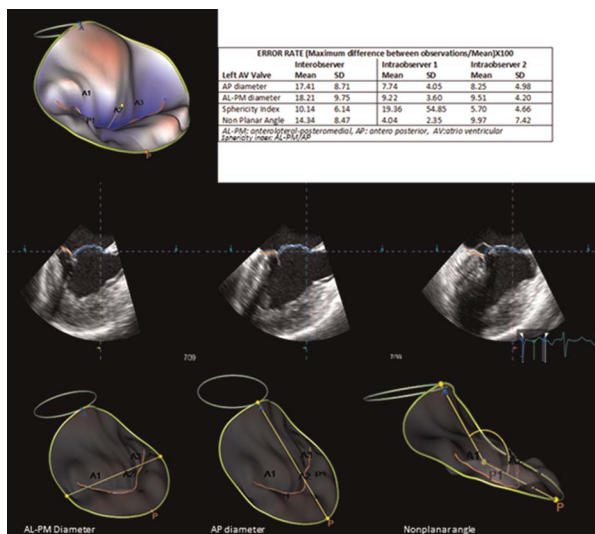 A1
A2
A3
P1
P
ERROR RATE (Maximum difference between observations/Mean)X100
Interobserver Intraobserver 1 Intraobserver 2
Left AV Valve Mean SD Mean SD Mean SD
AP diameter 17.41 8.71 7.74 4.05 8.25 4.98
AL-PM diameter 18.21 9.75 9.22 3.60 9.51 4.20
Sphericity Index 10.14 6.14 19.36 54.85 5.70 4.66
Non Planar Angle 14.34 8.47 4.04 2.35 9.97 7.42
AL-PM: anterolateral-posteromedial, AP: antero posterior, AV:atrio ventricular
Sphericity index: AL-PM/AP
709
A1
P
A1
P
A1
P1
P
AL-PM Diameter
AP diameter
Nonplanar angle